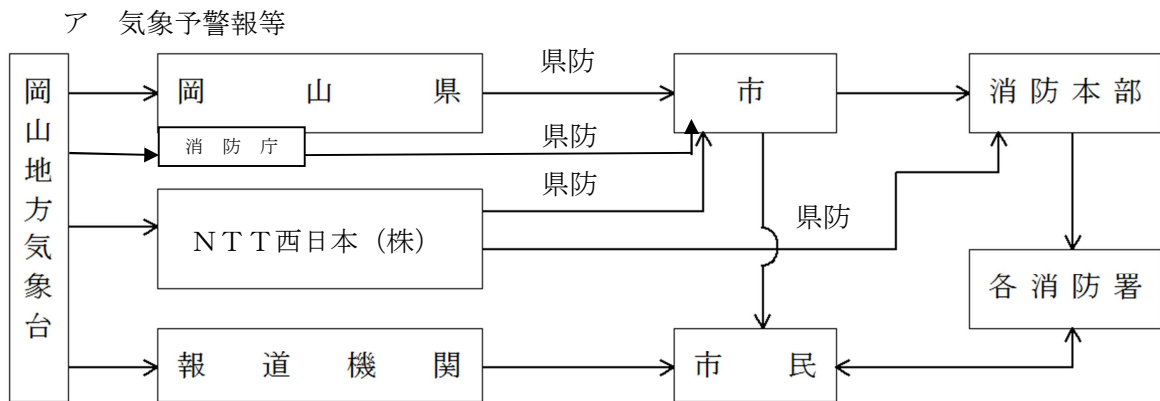 ア 気象予警報等
岡山地方気象台
岡山県
県防
市
消防本部
消防庁
県防
県防
NTT西日本(株)
県防
各消防署
報道機関
市民